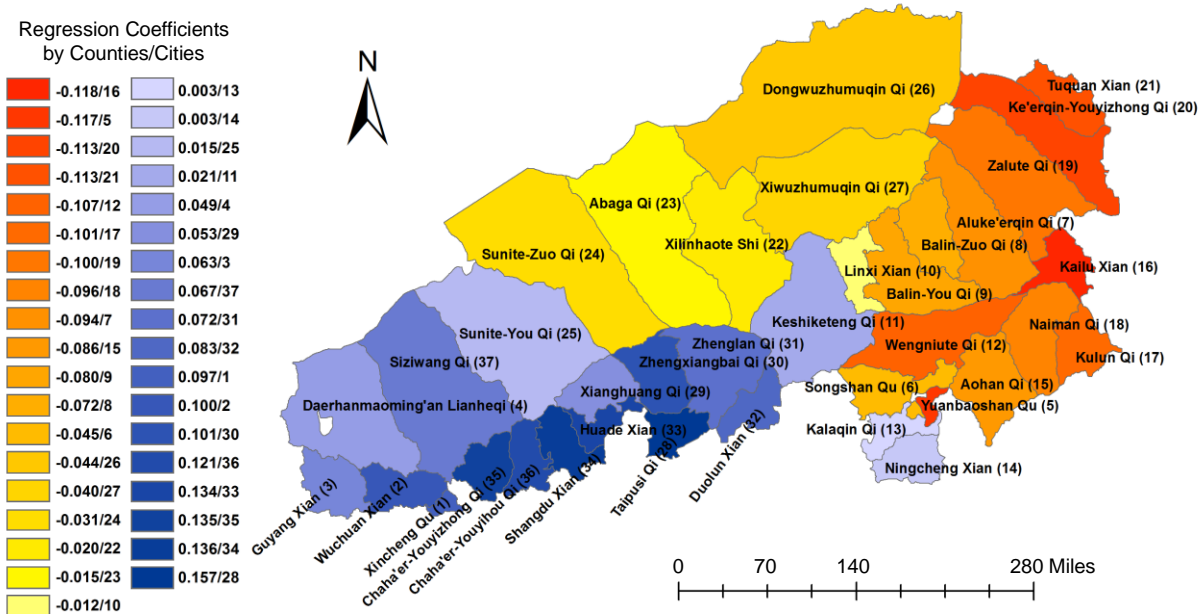 Regression Coefficients
by Counties/Cities
-0.118/16
-0.117/5
-0.113/20
-0.113/21
-0.107/12
-0.101/17
-0.100/19
-0.096/18
-0.094/7
-0.086/15
-0.080/9
-0.072/8
-0.045/6
-0.044/26
-0.040/27
-0.031/24
-0.020/22
-0.015/23
-0.012/10
0.003/13
0.003/14
0.015/25
0.021/11
0.049/4
0.053/29
0.063/3
0.067/37
0.072/31
0.083/32
0.097/1
0.100/2
0.101/30
0.121/36
0.134/33
0.135/35
0.136/34
0.157/28
N
Dongwuzhumuqin Qi (26)
Tuquan Xian (21)
Ke'erqin-Youyizhong Qi (20)
Zalute Qi (19)
Xiwuzhumuqin Qi (27)
Abaga Qi (23)
Aluke'erqin Qi (7)
Xilinhaote Shi (22)
Balin-Zuo Qi (8)
Sunite-Zuo Qi (24)
Kailu Xian (16)
Linxi Xian (10)
Balin-You Qi (9)
Keshiketeng Qi (11)
Naiman Qi (18)
Sunite-You Qi (25)
Zhenglan Qi (31)
Wengniute Qi (12)
Kulun Qi (17)
Siziwang Qi (37)
Zhengxiangbai Qi (30)
Songshan Qu (6)
Aohan Qi (15)
Xianghuang Qi (29)
Daerhanmaoming'an Lianheqi (4)
Yuanbaoshan Qu (5)
Huade Xian (33)
Kalaqin Qi (13)
Ningcheng Xian (14)
Guyang Xian (3)
Wuchuan Xian (2)
Xincheng Qu (1)
Chaha'er-Youyizhong Qi (35)
Chaha'er-Youyihou Qi (36)
Shangdu Xian (34)
Taipusi Qi (28)
Duolun Xian (32)
0 70 140 280 Miles